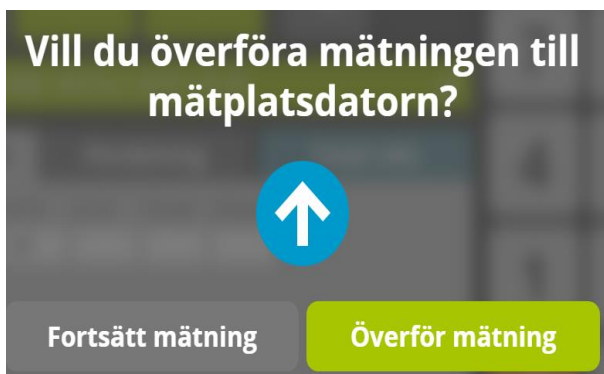 Vill du överföra mätningen till
mätplatsdatorn?
Fortsätt mätning
Överför mätning